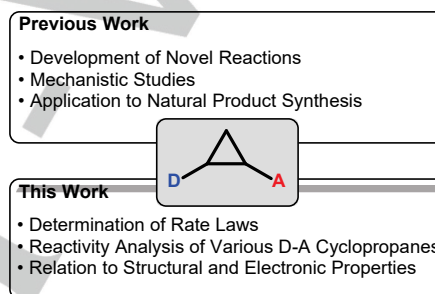 Previous Work
• Development of Novel Reactions
• Mechanistic Studies
• Application to Natural Product Synthesis
D A
This Work
• Determination of Rate Laws
• Reactivity Analysis of Various D-A Cyclopropanes
• Relation to Structural and Electronic Properties